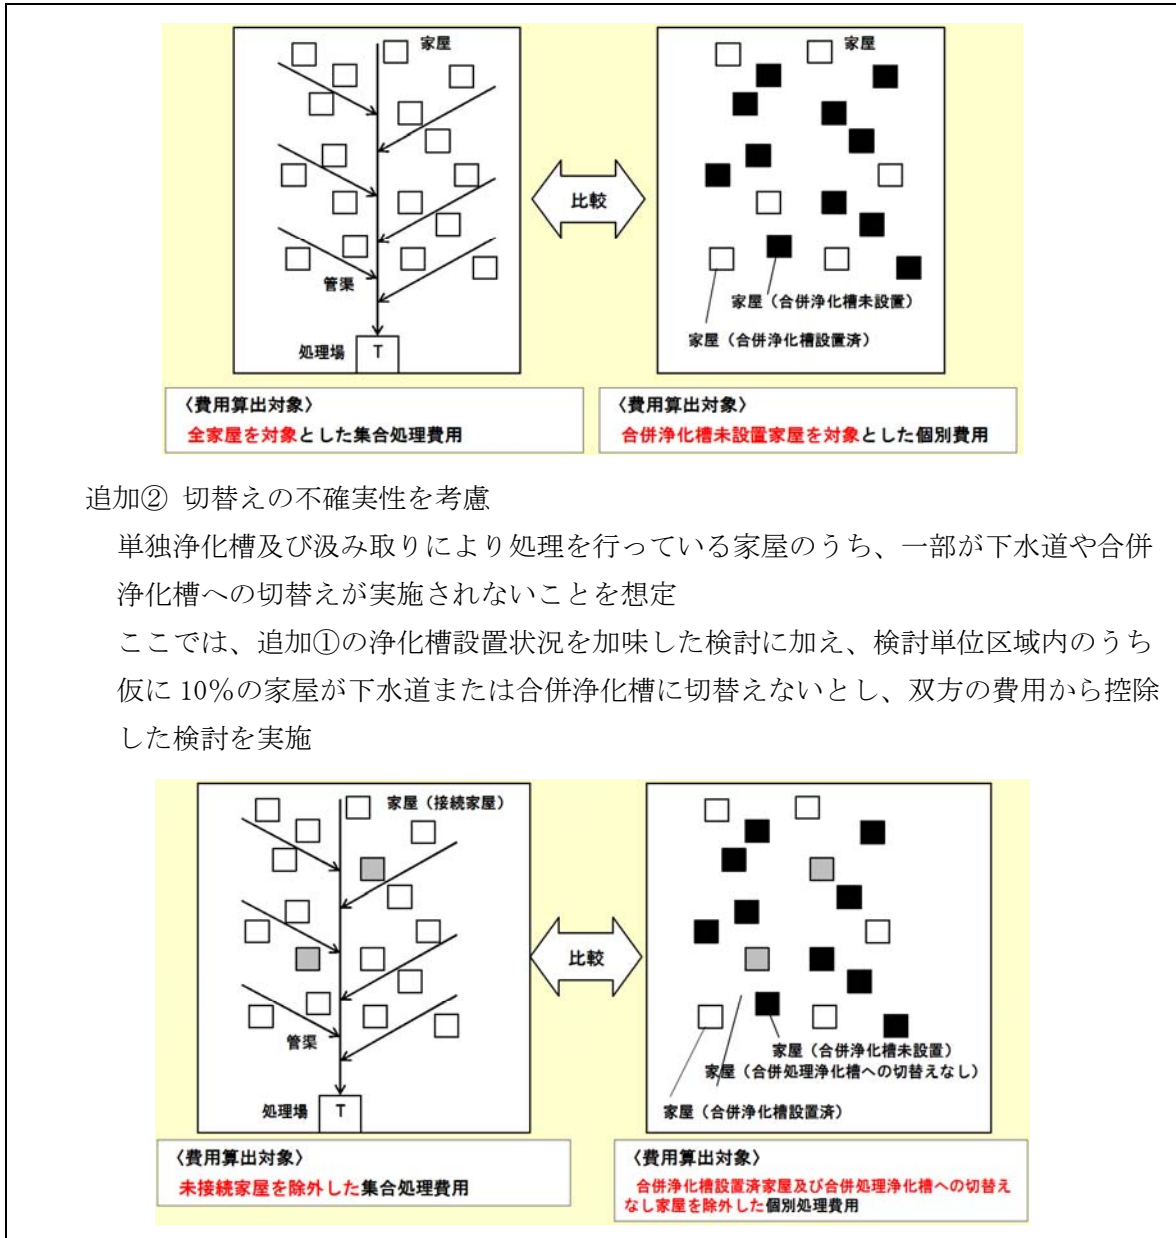 家屋
管渠
処理場
T
比較
家屋
家屋（合併浄化槽未設置）
家屋（合併浄化槽設置済）
〈費用算出対象〉
全家屋を対象とした集合処理費用
〈費用算出対象〉
合併浄化槽未設置家屋を対象とした個別費用
追加② 切替えの不確実性を考慮
単独浄化槽及び汲み取りにより処理を行っている家屋のうち、一部が下水道や合併
浄化槽への切替えが実施されないことを想定
ここでは、追加①の浄化槽設置状況を加味した検討に加え、検討単位区域内のうち
仮に 10%の家屋が下水道または合併浄化槽に切替えないとし、双方の費用から控除
した検討を実施
家屋（接続家屋）
管渠
処理場
T
比較
家屋（合併浄化槽未設置）
家屋（合併処理浄化槽への切替えなし）
家屋（合併浄化槽設置済）
〈費用算出対象〉
未接続家屋を除外した集合処理費用
〈費用算出対象〉
合併浄化槽設置済家屋及び合併処理浄化槽への切替え
なし家屋を除外した個別処理費用